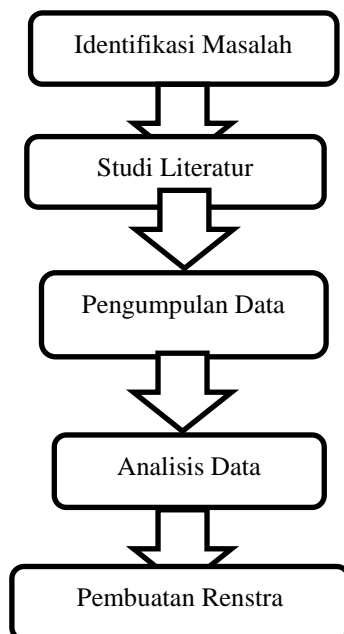 Identifikasi Masalah
Studi Literatur
Pengumpulan Data
Analisis Data
Pembuatan Renstra